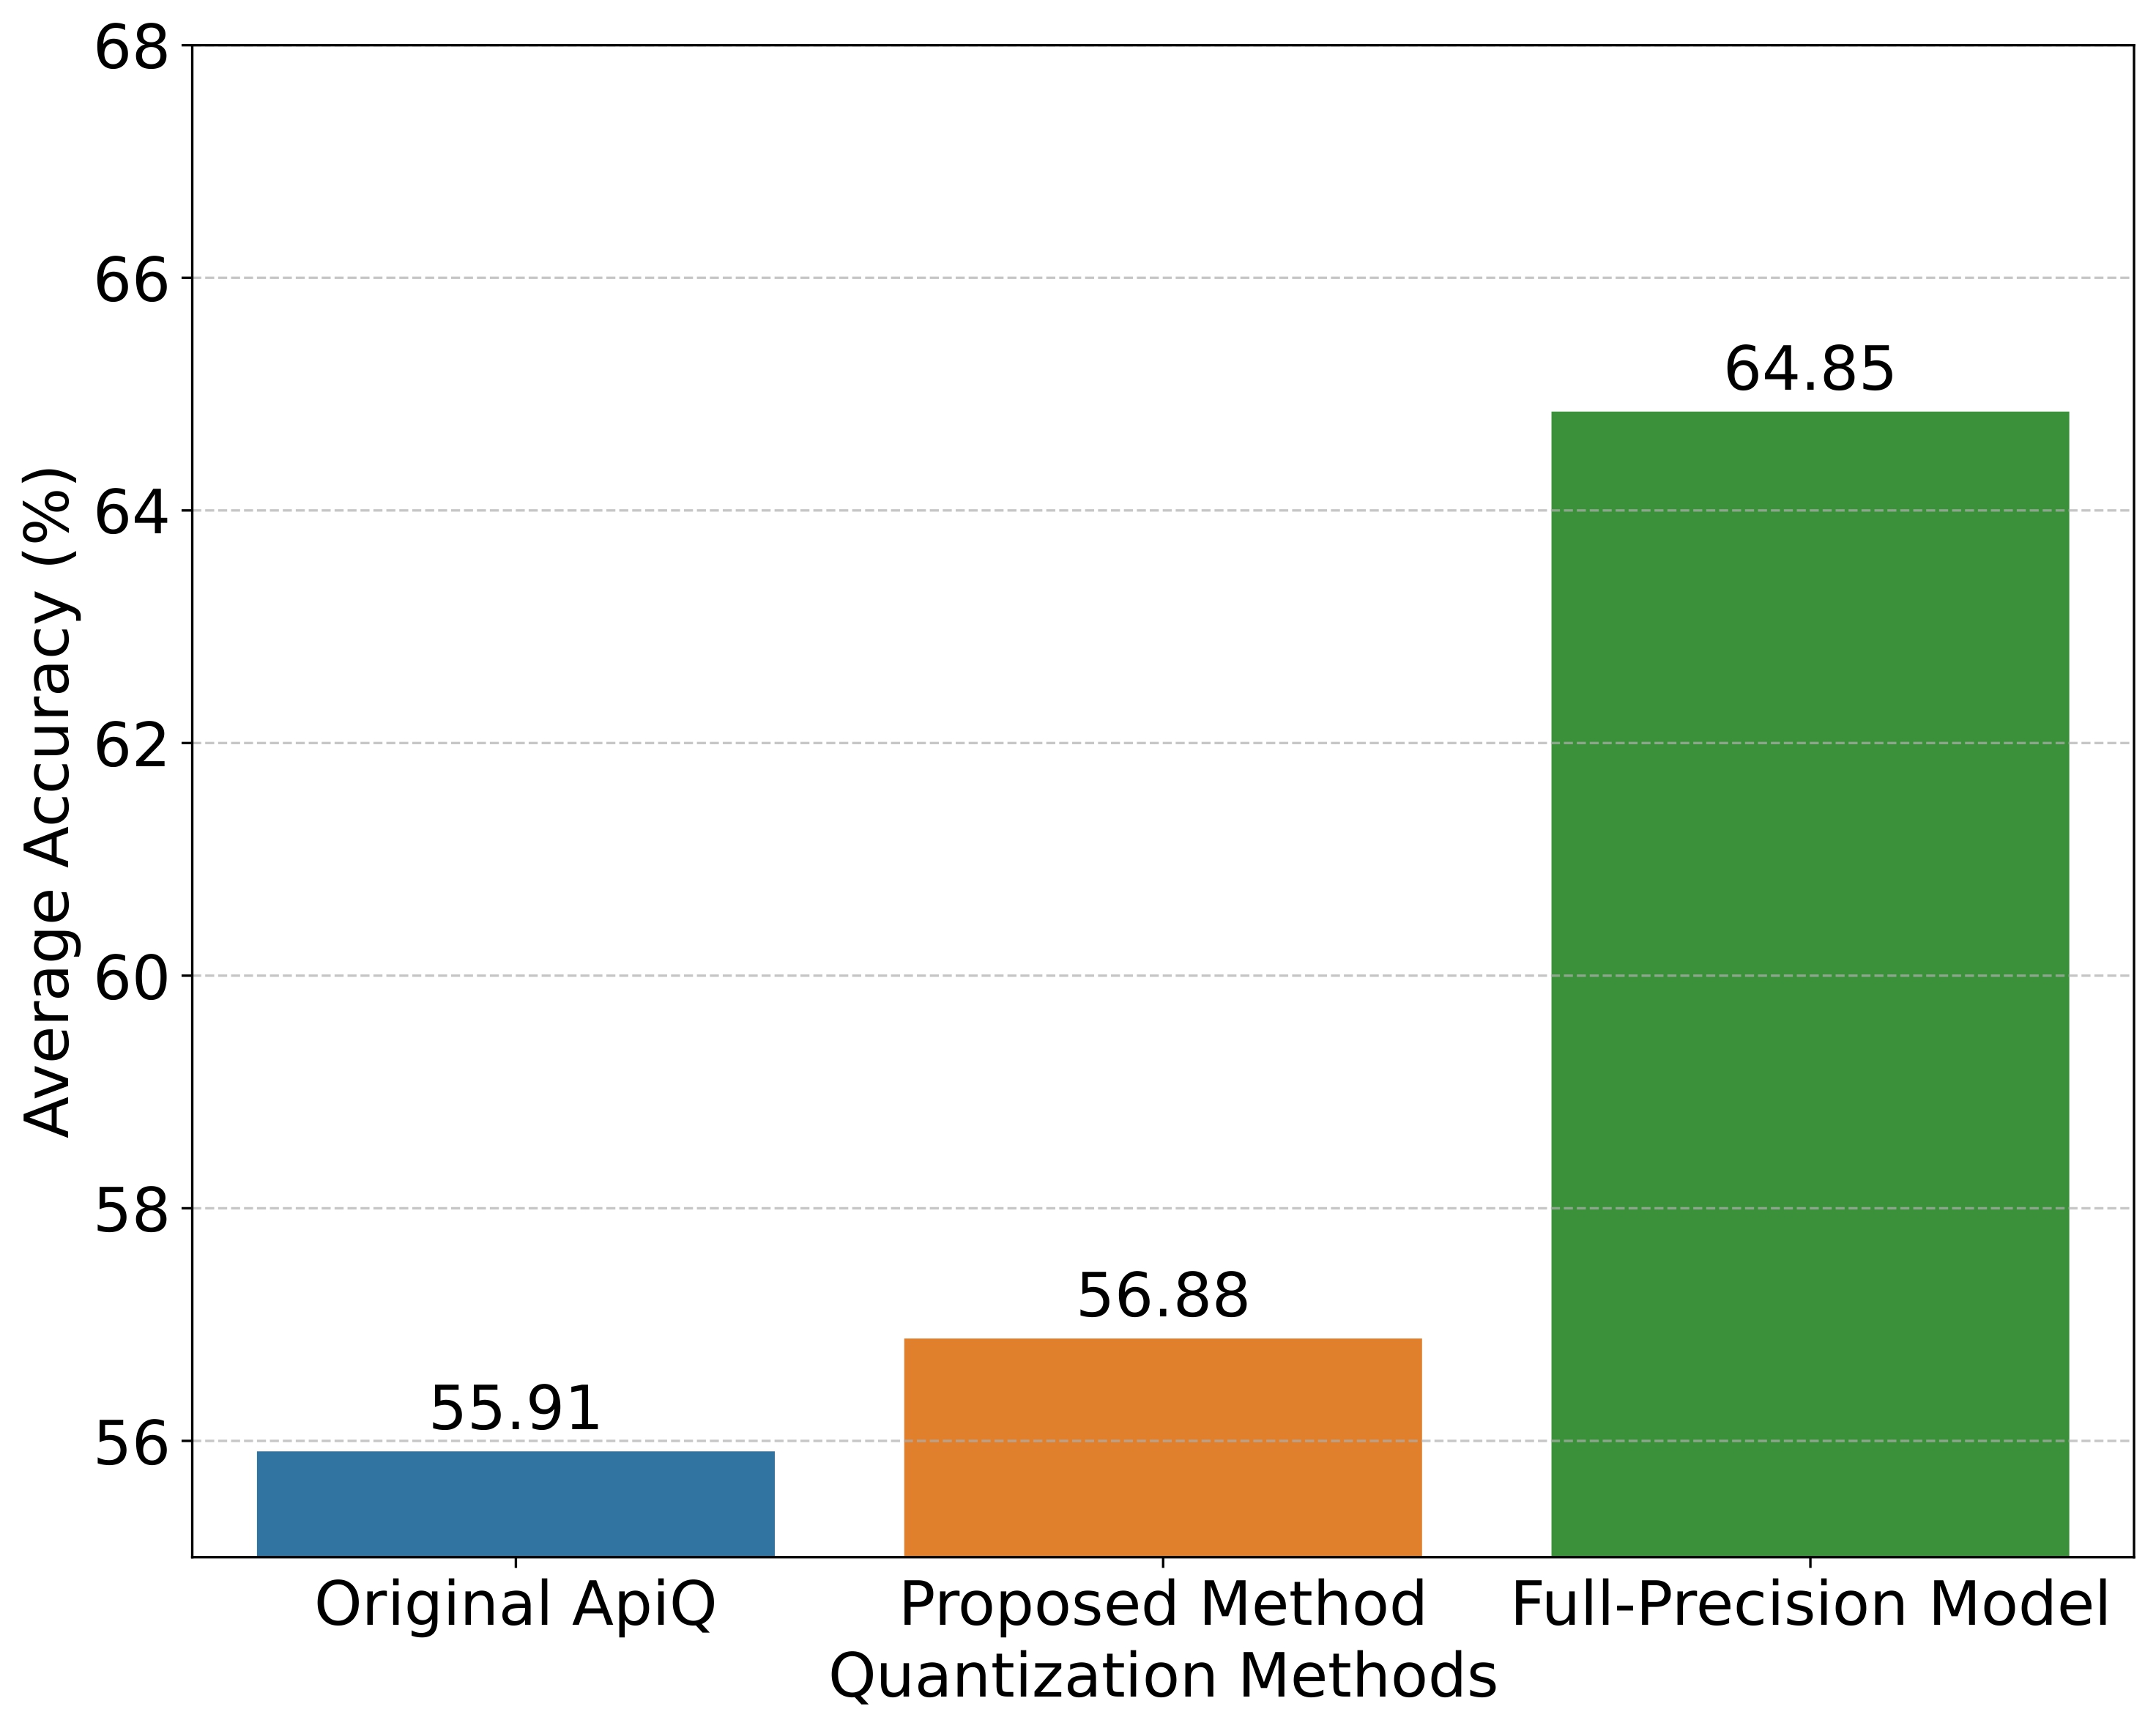 68
66
64
62
60
58
56
Average Accuracy (%)
64.85
56.88
55.91
Original ApiQ
Proposed Method
Full-Precision Model
Quantization Methods